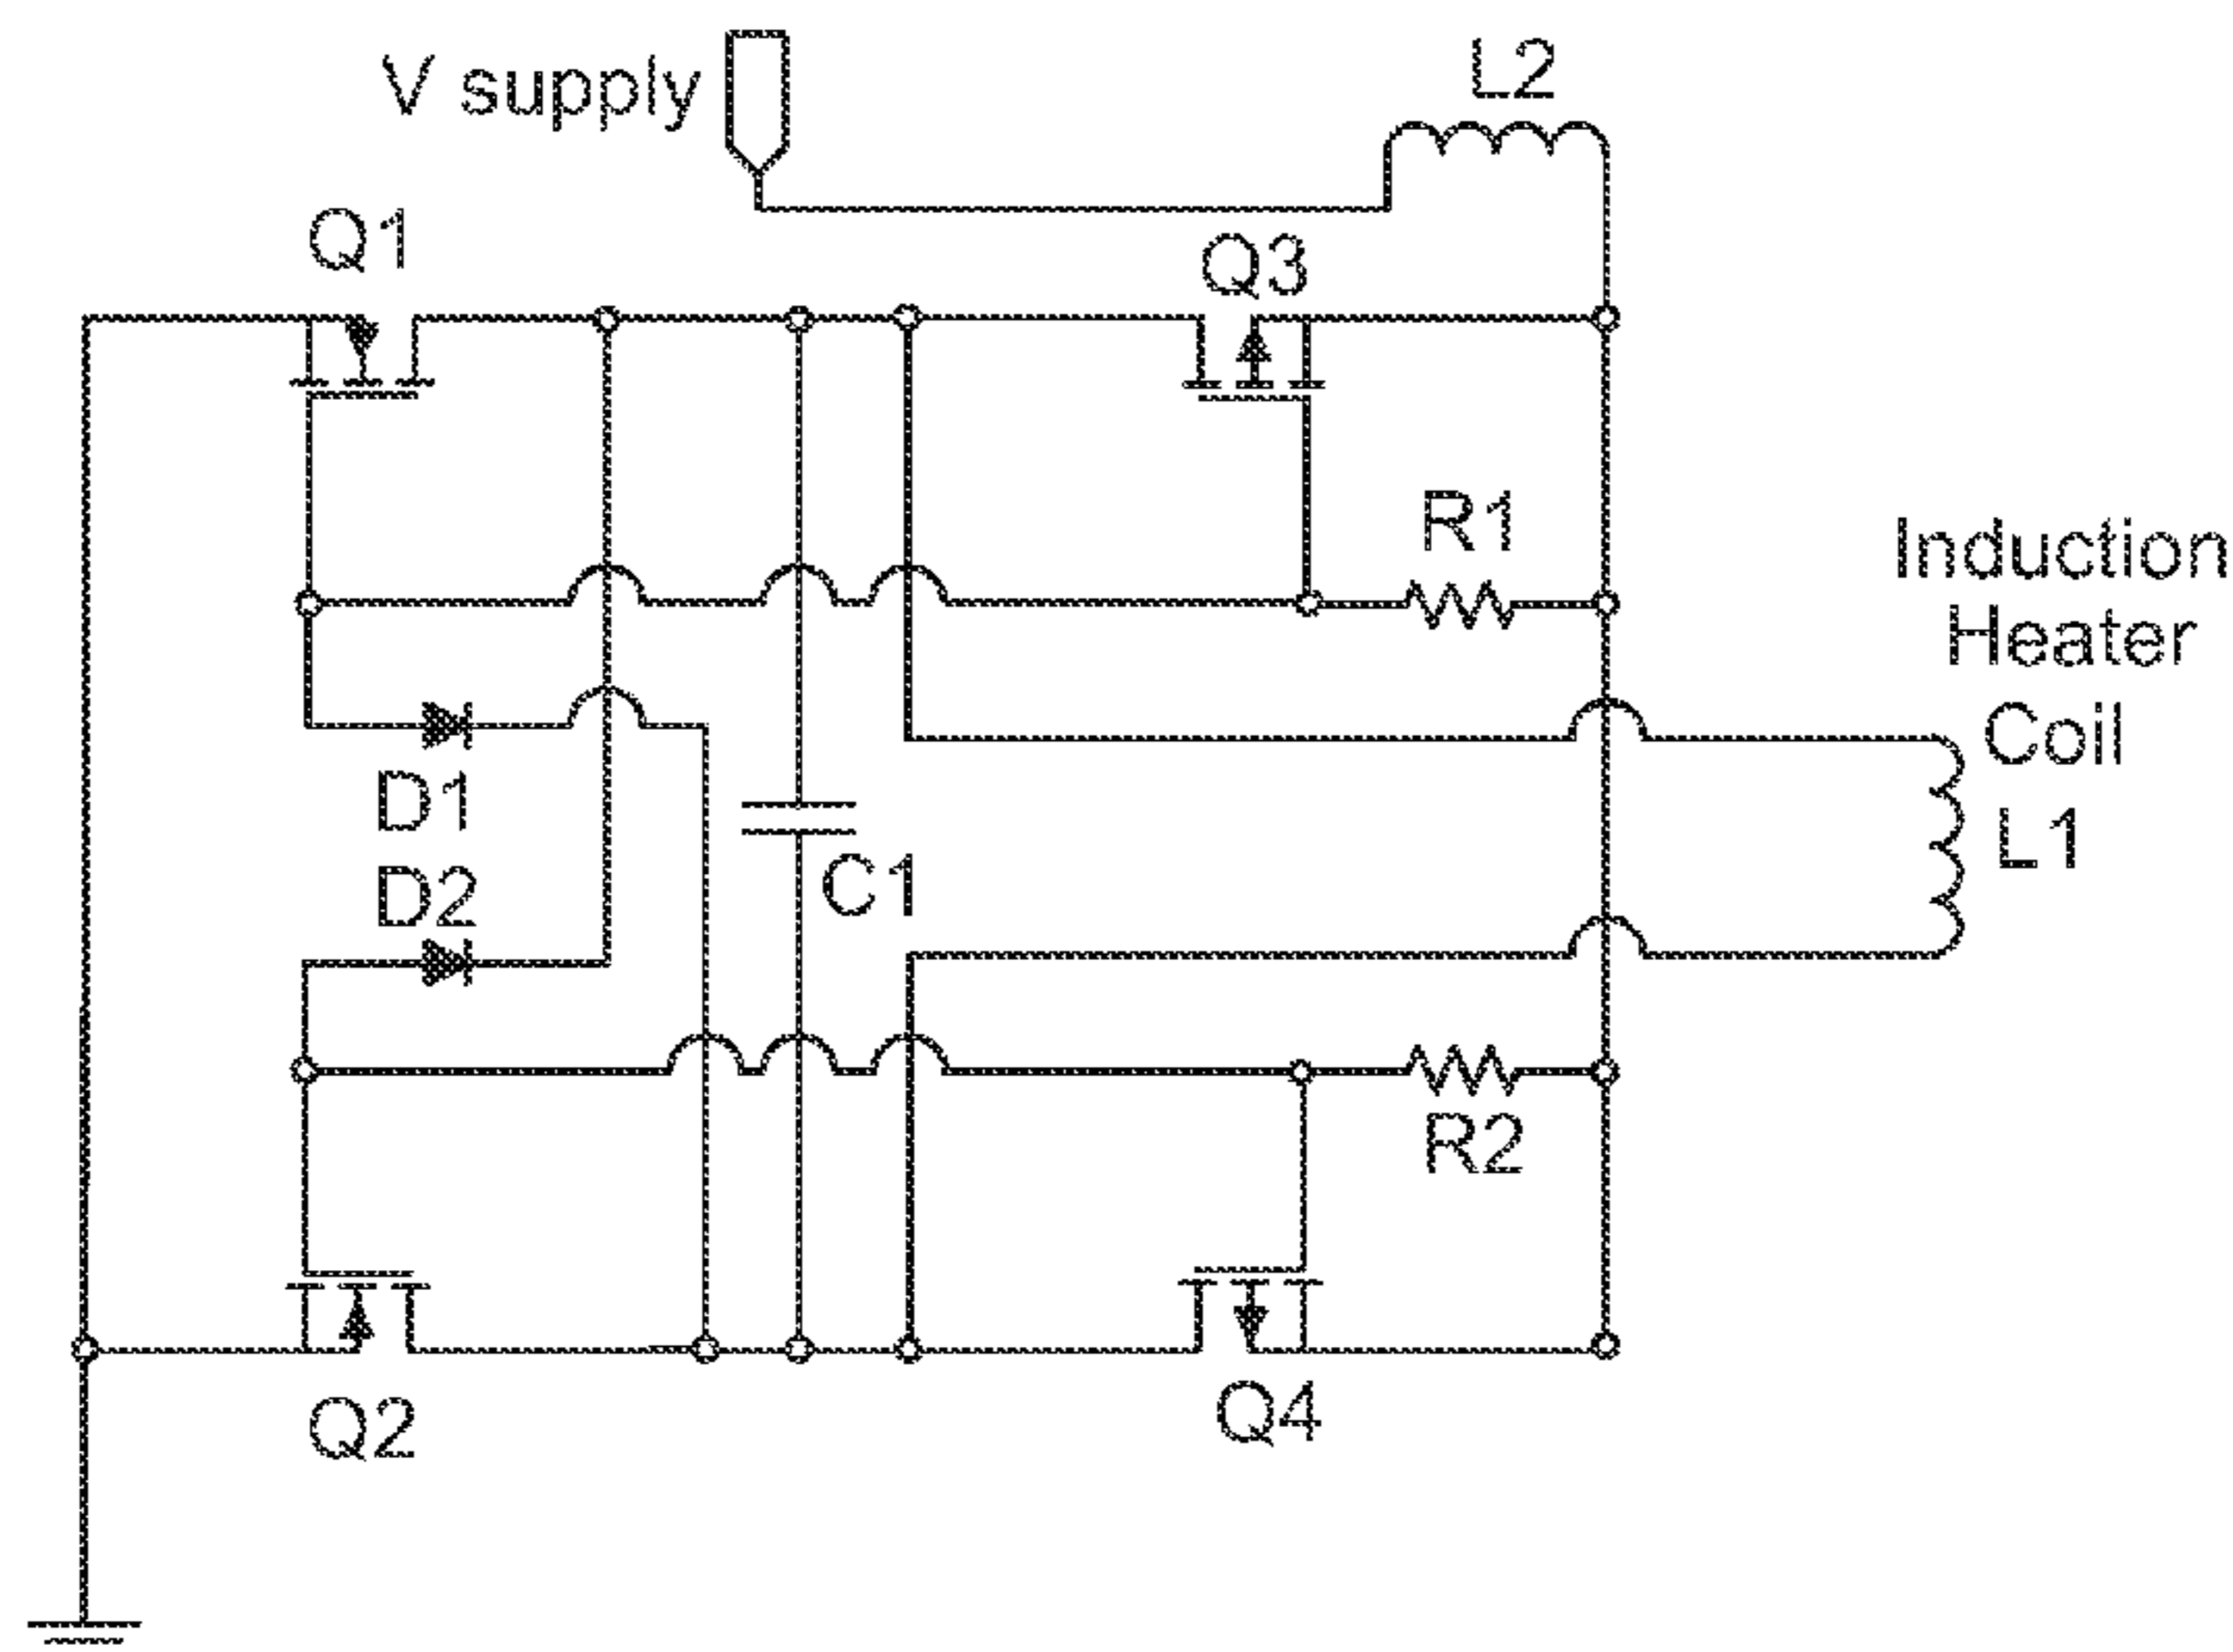 V supply
L2
Q1
Q3
R1
Induction
Heater
Coil
L1
D1
D2
C1
R2
Q2
Q4